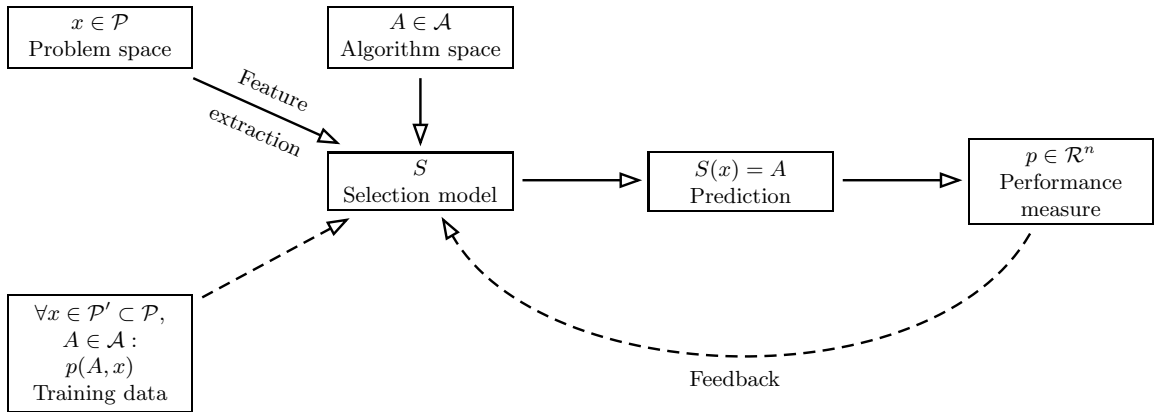 x ∈ 𝒫
Problem space
A ∈ 𝒜
Algorithm space
Feature
extraction
S
Selection model
S(x) = A
Prediction
p ∈ ℛⁿ
Performance
measure
∀x ∈ 𝒫′ ⊂ 𝒫,
A ∈ 𝒜 :
p(A, x)
Training data
Feedback